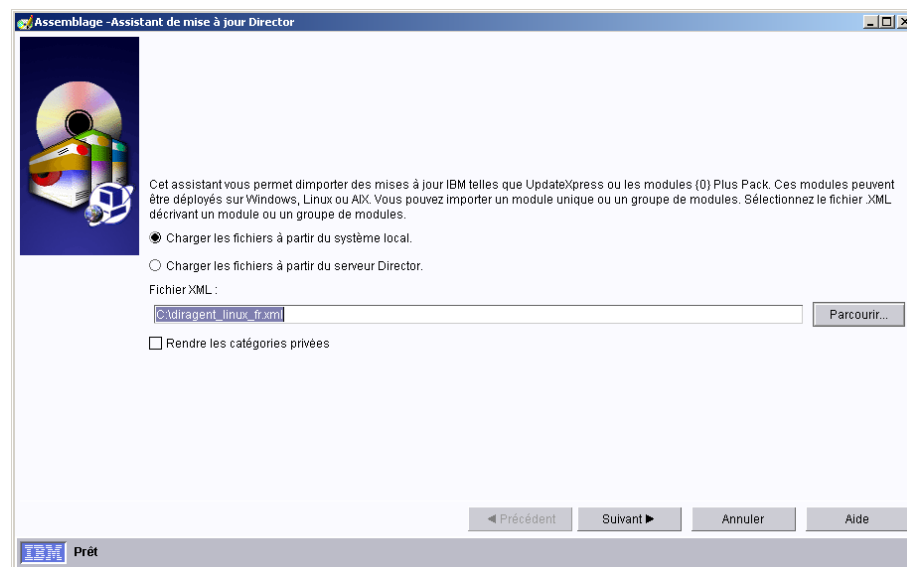 Assemblage -Assistant de mise à jour Director
Cet assistant vous permet dimporter des mises à jour IBM telles que UpdateXpress ou les modules {0} Plus Pack. Ces modules peuvent
être déployés sur Windows, Linux ou AIX. Vous pouvez importer un module unique ou un groupe de modules. Sélectionnez le fichier .XML
décrivant un module ou un groupe de modules.
Charger les fichiers à partir du système local.
Charger les fichiers à partir du serveur Director.
Fichier XML :
C:\diragent_linux_fr.xml
Parcourir...
Rendre les catégories privées
Précédent
Suivant
Annuler
Aide
IBM
Prêt